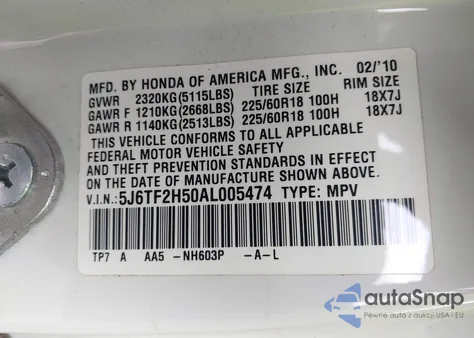 MFD. BY HONDA OF AMERICA MFG., INC. 02/'10
GVWR 2320KG(5115LBS) TIRE SIZE RIM SIZE
GAWR F 1210KG(2668LBS) 225/60R18 100H 18X7J
GAWR R 1140KG(2513LBS) 225/60R18 100H 18X7J
THIS VEHICLE CONFORMS TO ALL APPLICABLE
FEDERAL MOTOR VEHICLE SAFETY
AND THEFT PREVENTION STANDARDS IN EFFECT
ON THE DATE OF MANUFACTURE SHOWN ABOVE.
V.I.N.:5J6TF2H50AL005474 TYPE: MPV
TP7 A AA5 -NH603P -A-L
autoSnap
Pewne auta z aukcji USA i EU